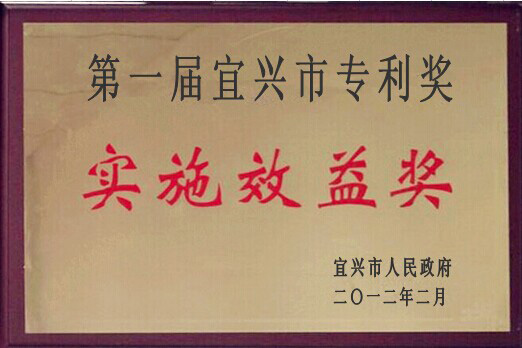 第一届宜兴市专利奖
实施效益奖
宜兴市人民政府
二〇一二年二月